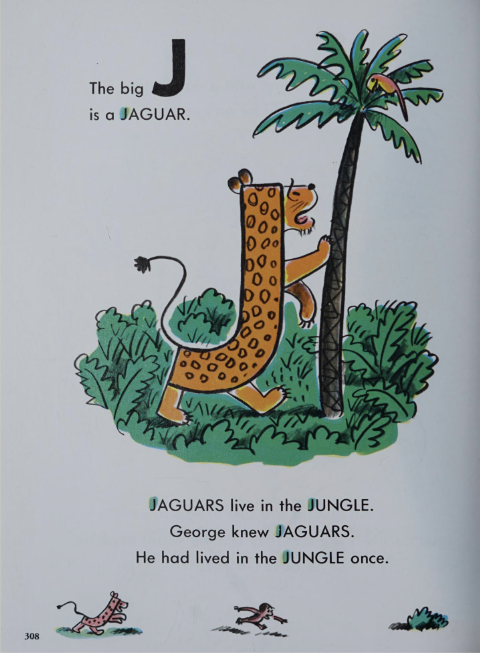 The big J
is a JAGUAR.
JAGUARS live in the JUNGLE.
George knew JAGUARS.
He had lived in the JUNGLE once.
308